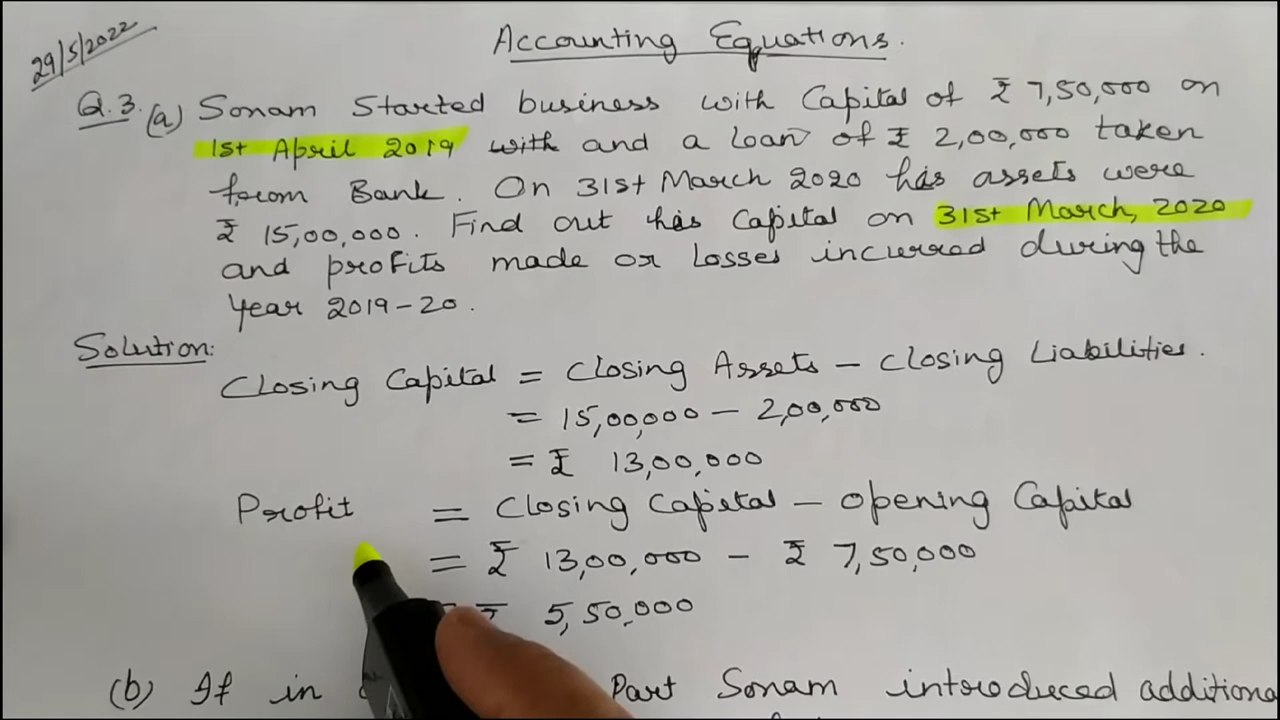 29/5/2022
Accounting Equations.
Q.3. (a) Sonam Started business with Capital of ₹ 7,50,000 on
1st April 2019 with and a loan of ₹ 2,00,000 taken
from Bank. On 31st March 2020 his assets were
₹ 15,00,000. Find out his Capital on 31st March, 2020
and profits made or Losses incurred during the
Year 2019-20.
Solution:
Closing Capital = Closing Assets - Closing Liabilities.
= 15,00,000 - 2,00,000
= ₹ 13,00,000
Profit = Closing Capital - opening Capital
= ₹ 13,00,000 - ₹ 7,50,000
₹ 5,50,000
(b) If in Part Sonam introduced additiona